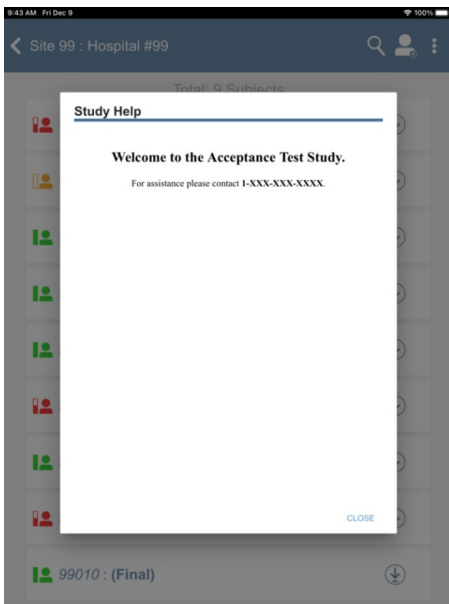 9:43 AM Fri Dec 9
100%
Site 99 : Hospital #99
Total: 9 Subjects
Study Help
Welcome to the Acceptance Test Study.
For assistance please contact 1-XXX-XXX-XXXX.
CLOSE
99010 : (Final)